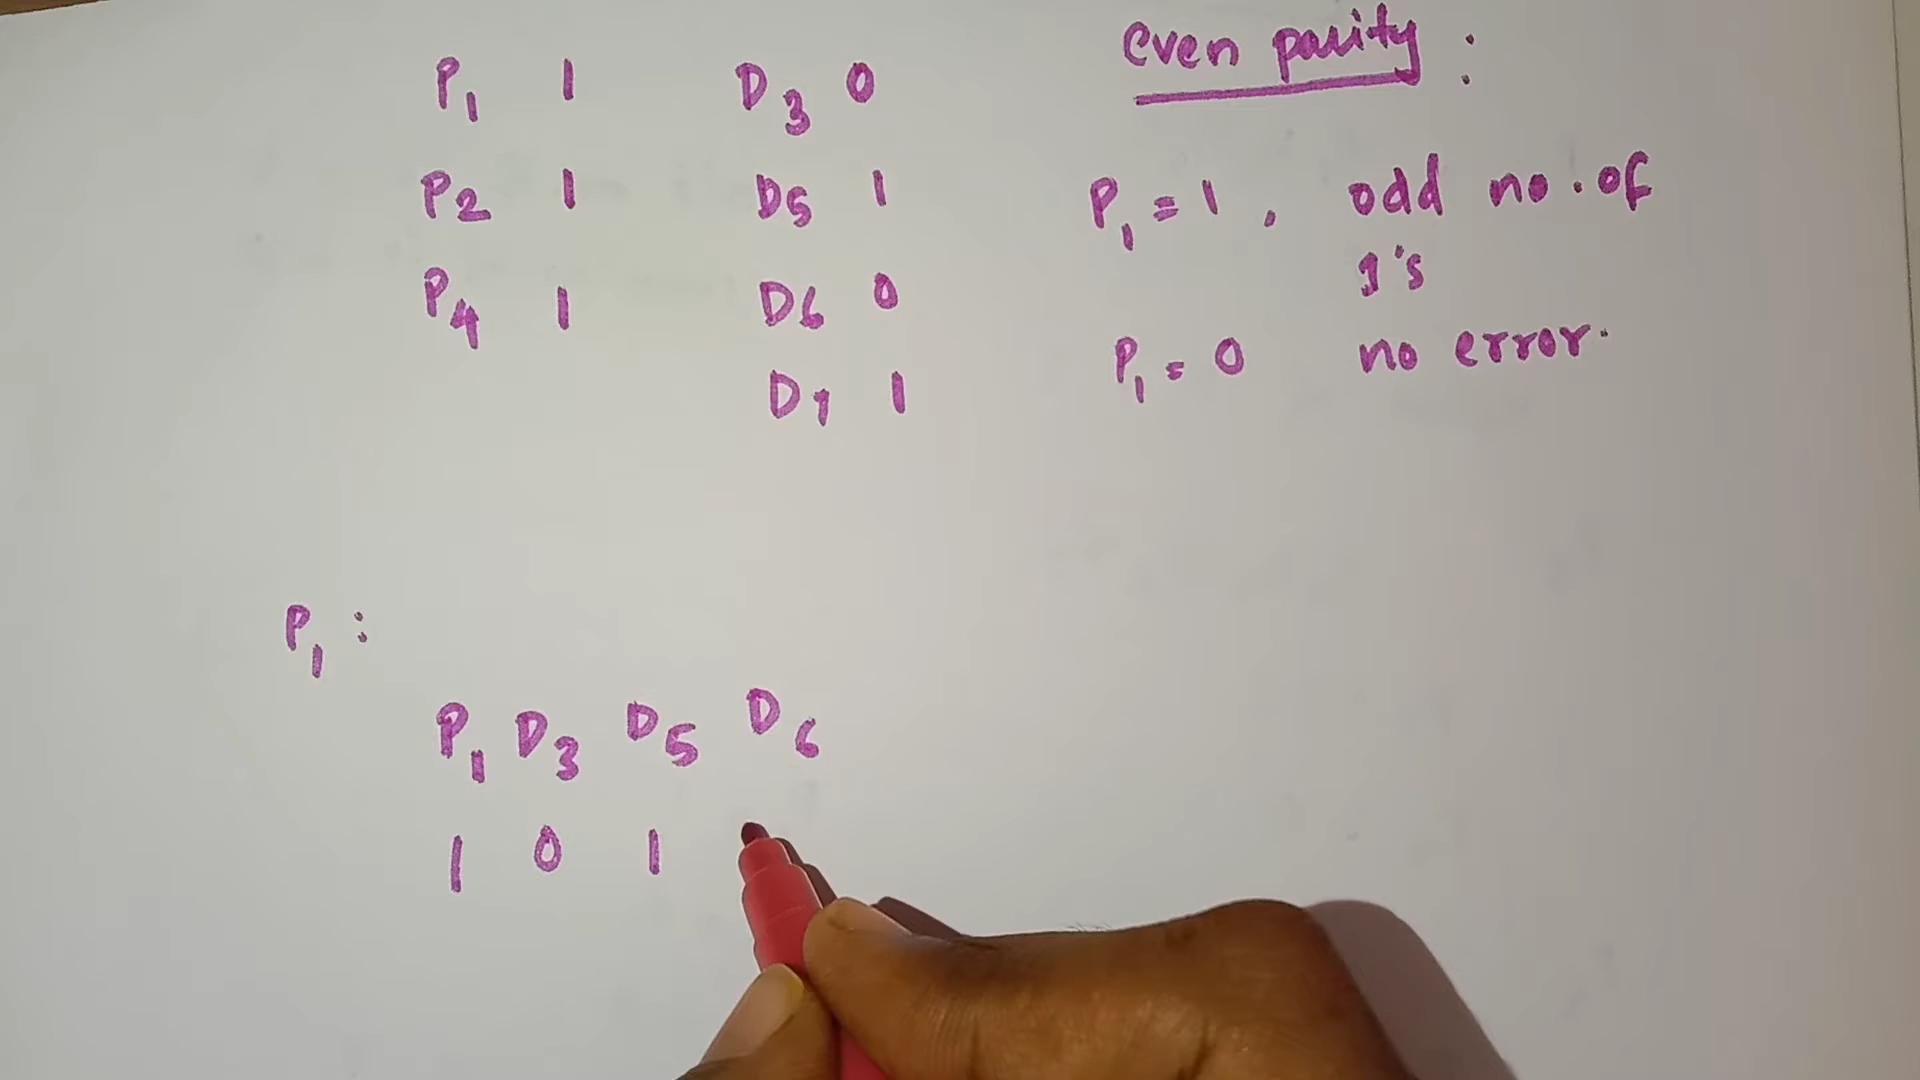 even parity :
P1 1 D3 0
P2 1 D5 1
P4 1 D6 0
D7 1
P1 = 1 , odd no. of
1's
P1 = 0 no error.
P1 :
P1 D3 D5 D6
1 0 1